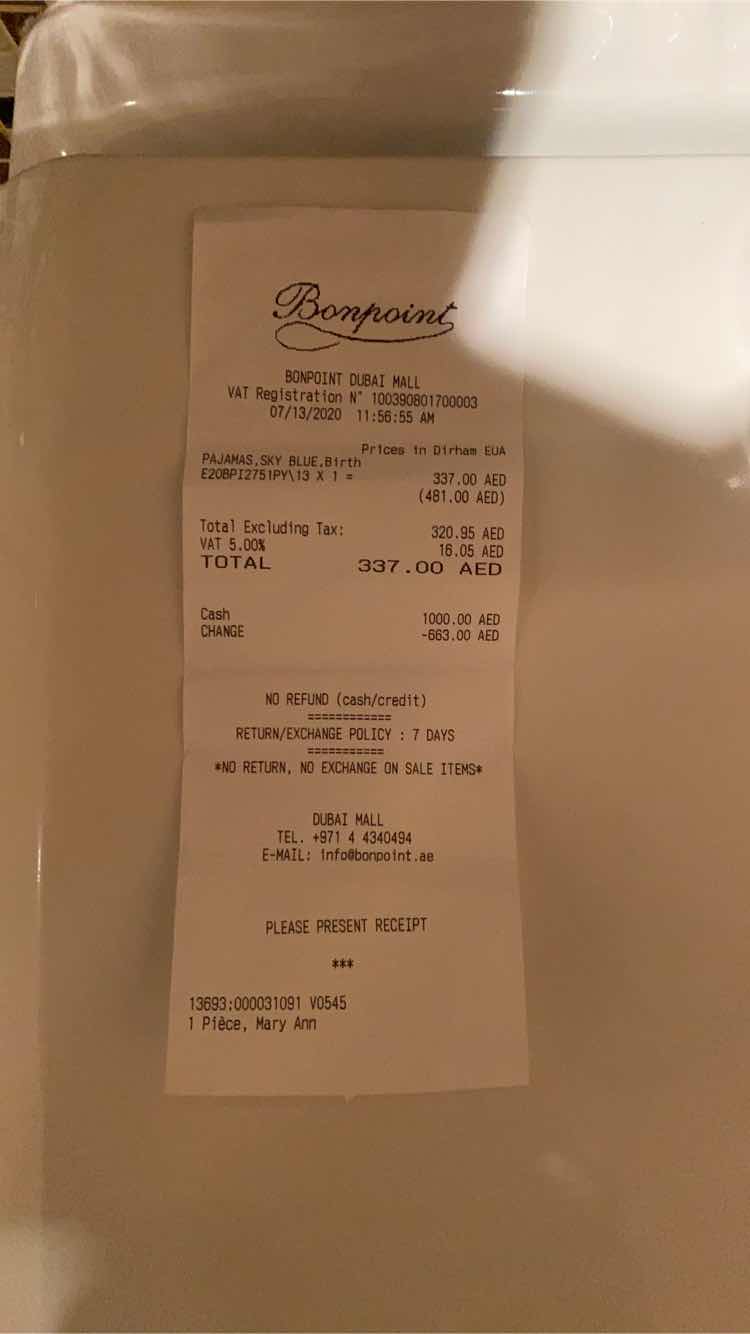 Bonpoint
BONPOINT DUBAI MALL
VAT Registration N° 100390801700003
07/13/2020 11:56:55 AM
Prices in Dirham EUA
PAJAMAS,SKY BLUE,Birth
E20BPI2751PY\13 X 1 = 337.00 AED
(481.00 AED)
Total Excluding Tax: 320.95 AED
VAT 5.00% 16.05 AED
TOTAL 337.00 AED
Cash 1000.00 AED
CHANGE -663.00 AED
NO REFUND (cash/credit)
============
RETURN/EXCHANGE POLICY : 7 DAYS
===========
*NO RETURN, NO EXCHANGE ON SALE ITEMS*
DUBAI MALL
TEL. +971 4 4340494
E-MAIL: info@bonpoint.ae
PLEASE PRESENT RECEIPT
***
13693:000031091 V0545
1 Pièce, Mary Ann